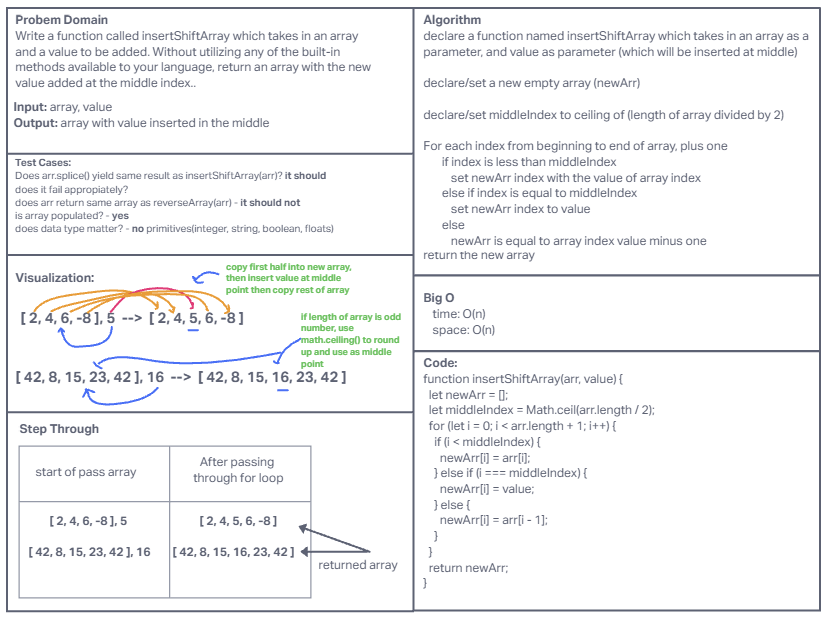 Probem Domain
Write a function called insertShiftArray which takes in an array
and a value to be added. Without utilizing any of the built-in
methods available to your language, return an array with the new
value added at the middle index..
Input: array, value
Output: array with value inserted in the middle
Test Cases:
Does arr.splice() yield same result as insertShiftArray(arr)? it should
does it fail appropiately?
does arr return same array as reverseArray(arr) - it should not
is array populated? - yes
does data type matter? - no primitives(integer, string, boolean, floats)
Visualization:
copy first half into new array,
then insert value at middle
point then copy rest of array
[ 2, 4, 6, -8 ], 5 --> [ 2, 4, 5, 6, -8 ]
if length of array is odd
number, use
math.ceiling() to round
up and use as middle
point
[ 42, 8, 15, 23, 42 ], 16 --> [ 42, 8, 15, 16, 23, 42 ]
Step Through
start of pass array
After passing
through for loop
[ 2, 4, 6, -8 ], 5
[ 2, 4, 5, 6, -8 ]
[ 42, 8, 15, 23, 42 ], 16
[ 42, 8, 15, 16, 23, 42 ]
returned array
Algorithm
declare a function named insertShiftArray which takes in an array as a
parameter, and value as parameter (which will be inserted at middle)
declare/set a new empty array (newArr)
declare/set middleIndex to ceiling of (length of array divided by 2)
For each index from beginning to end of array, plus one
if index is less than middleIndex
set newArr index with the value of array index
else if index is equal to middleIndex
set newArr index to value
else
newArr is equal to array index value minus one
return the new array
Big O
time: O(n)
space: O(n)
Code:
function insertShiftArray(arr, value) {
let newArr = [];
let middleIndex = Math.ceil(arr.length / 2);
for (let i = 0; i < arr.length + 1; i++) {
if (i < middleIndex) {
newArr[i] = arr[i];
} else if (i === middleIndex) {
newArr[i] = value;
} else {
newArr[i] = arr[i - 1];
}
}
return newArr;
}